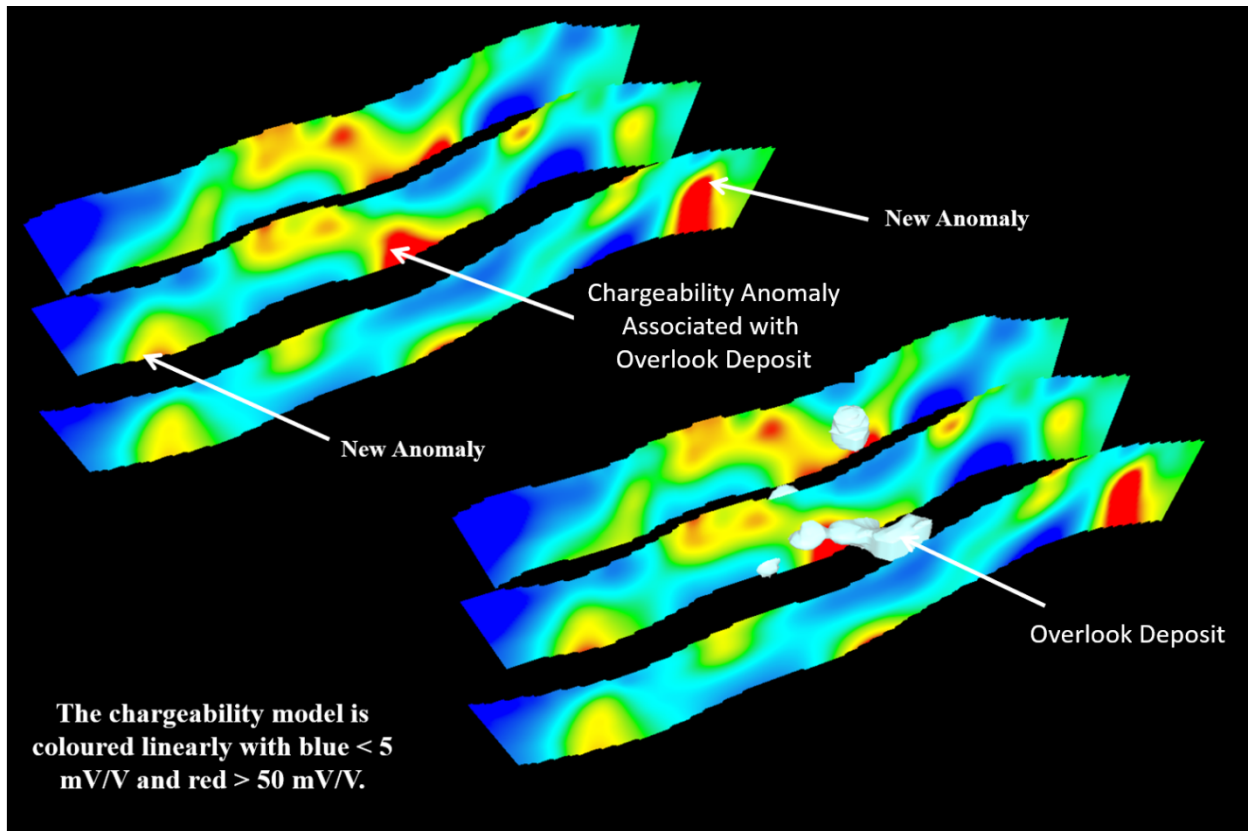 New Anomaly
Chargeability Anomaly
Associated with
Overlook Deposit
New Anomaly
Overlook Deposit
The chargeability model is
coloured linearly with blue < 5
mV/V and red > 50 mV/V.